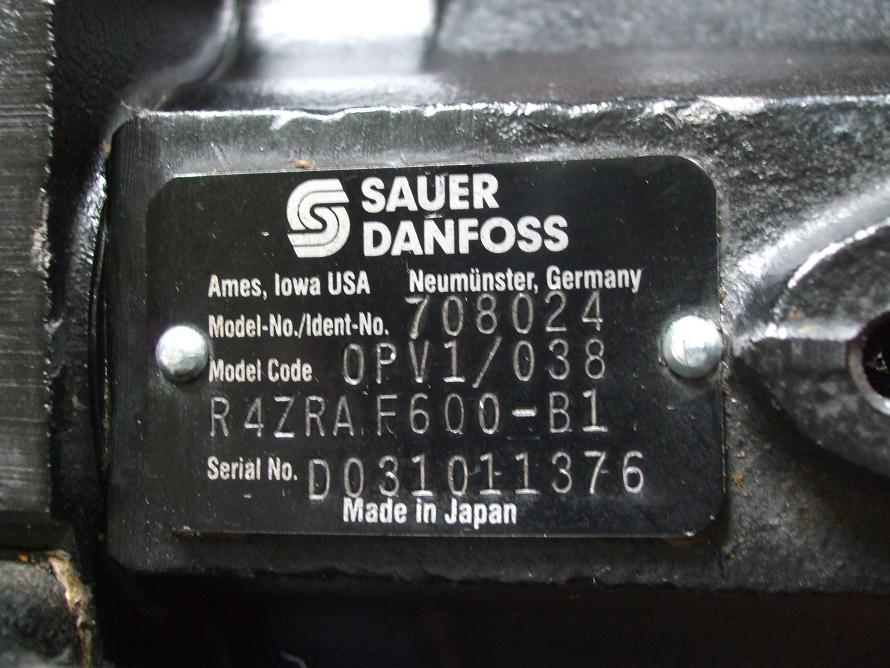 SAUER
DANFOSS
Ames, Iowa USA Neumünster, Germany
Model-No./Ident-No. 708024
Model Code OPV1/038
R4ZRA F600-B1
Serial No. D031011376
Made in Japan